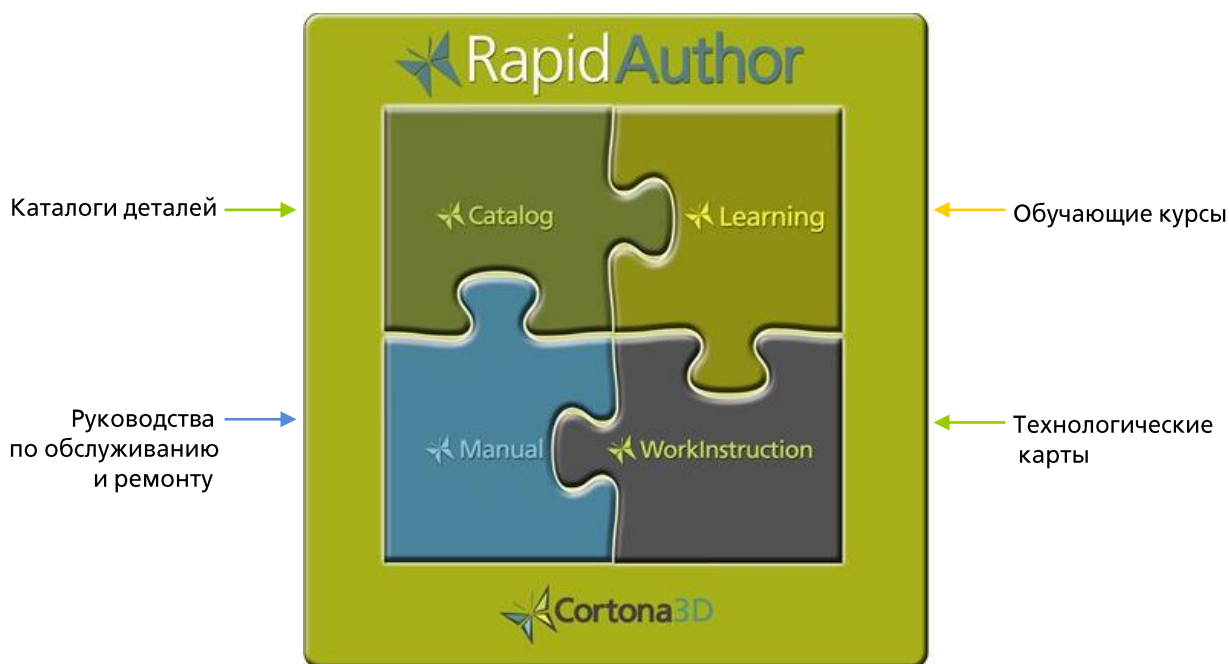 RapidAuthor
Каталоги деталей
Catalog
Learning
Обучающие курсы
Руководства
по обслуживанию
и ремонту
Manual
WorkInstruction
Технологические
карты
Cortona3D